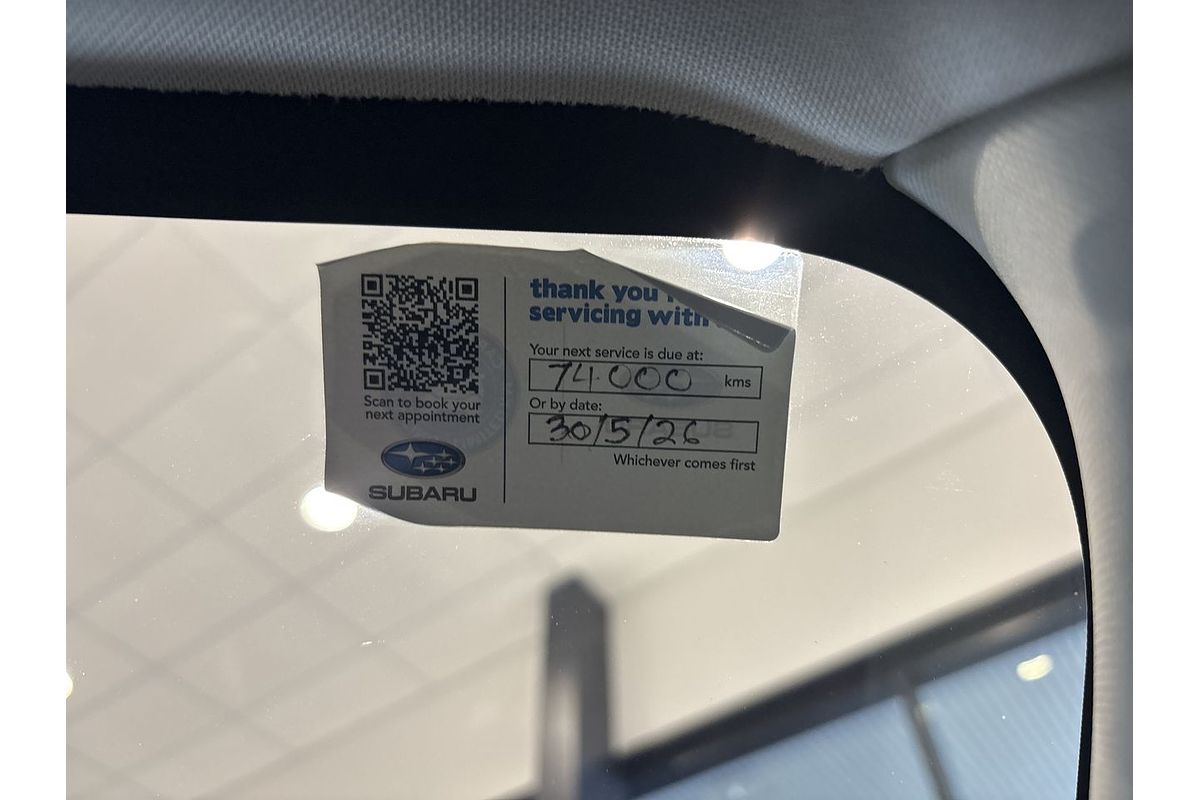 thank you
servicing with
Your next service is due at:
74.000 kms
Or by date:
30/5/26
Whichever comes first
Scan to book your
next appointment
SUBARU